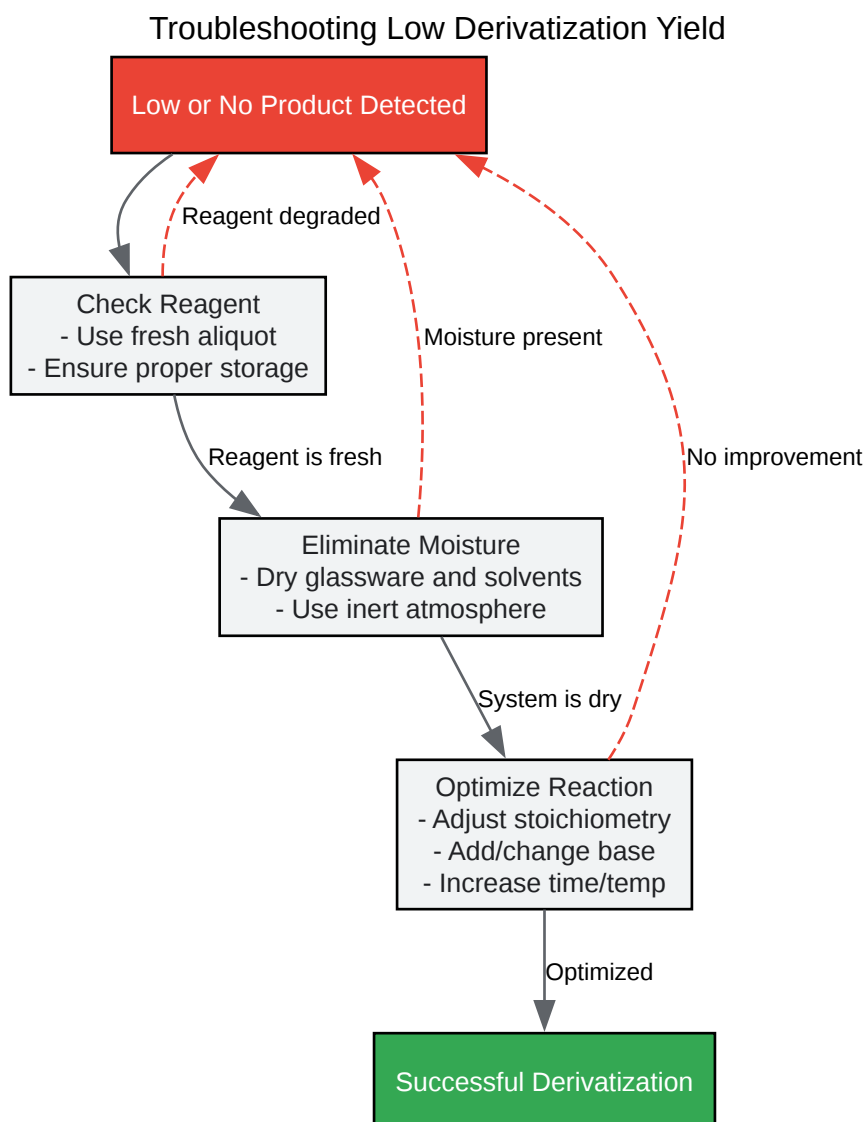 Troubleshooting Low Derivatization Yield
Low or No Product Detected
Reagent degraded
Check Reagent
- Use fresh aliquot
- Ensure proper storage
Moisture present
Reagent is fresh
No improvement
Eliminate Moisture
- Dry glassware and solvents
- Use inert atmosphere
System is dry
Optimize Reaction
- Adjust stoichiometry
- Add/change base
- Increase time/temp
Optimized
Successful Derivatization